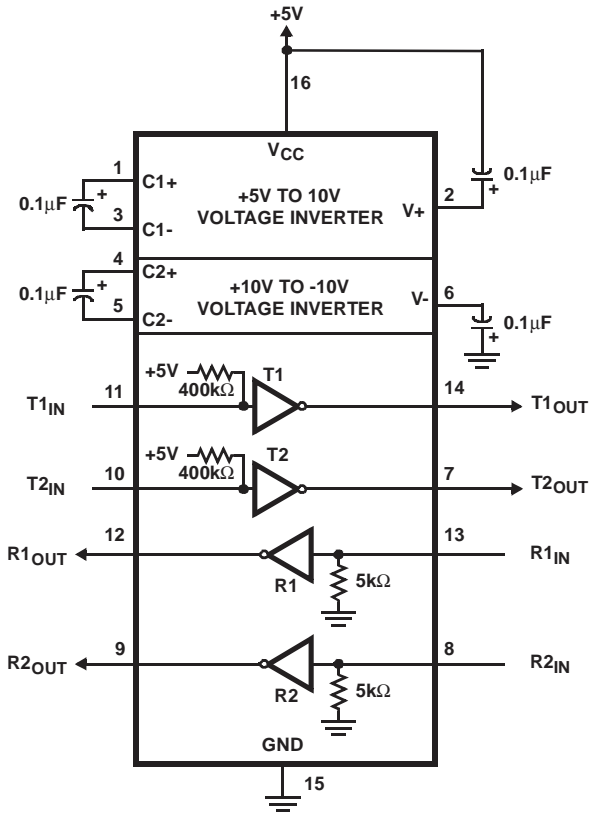 +5V
16
VCC
1
C1+
+
0.1μF
3
C1-
+5V TO 10V
VOLTAGE INVERTER
V+
2
+
0.1μF
4
C2+
+
0.1μF
5
C2-
+10V TO -10V
VOLTAGE INVERTER
V-
6
+
0.1μF
T1IN
11
+5V
400kΩ
T1
14
T1OUT
T2IN
10
+5V
400kΩ
T2
7
T2OUT
R1OUT
12
R1
5kΩ
13
R1IN
R2OUT
9
R2
5kΩ
8
R2IN
GND
15